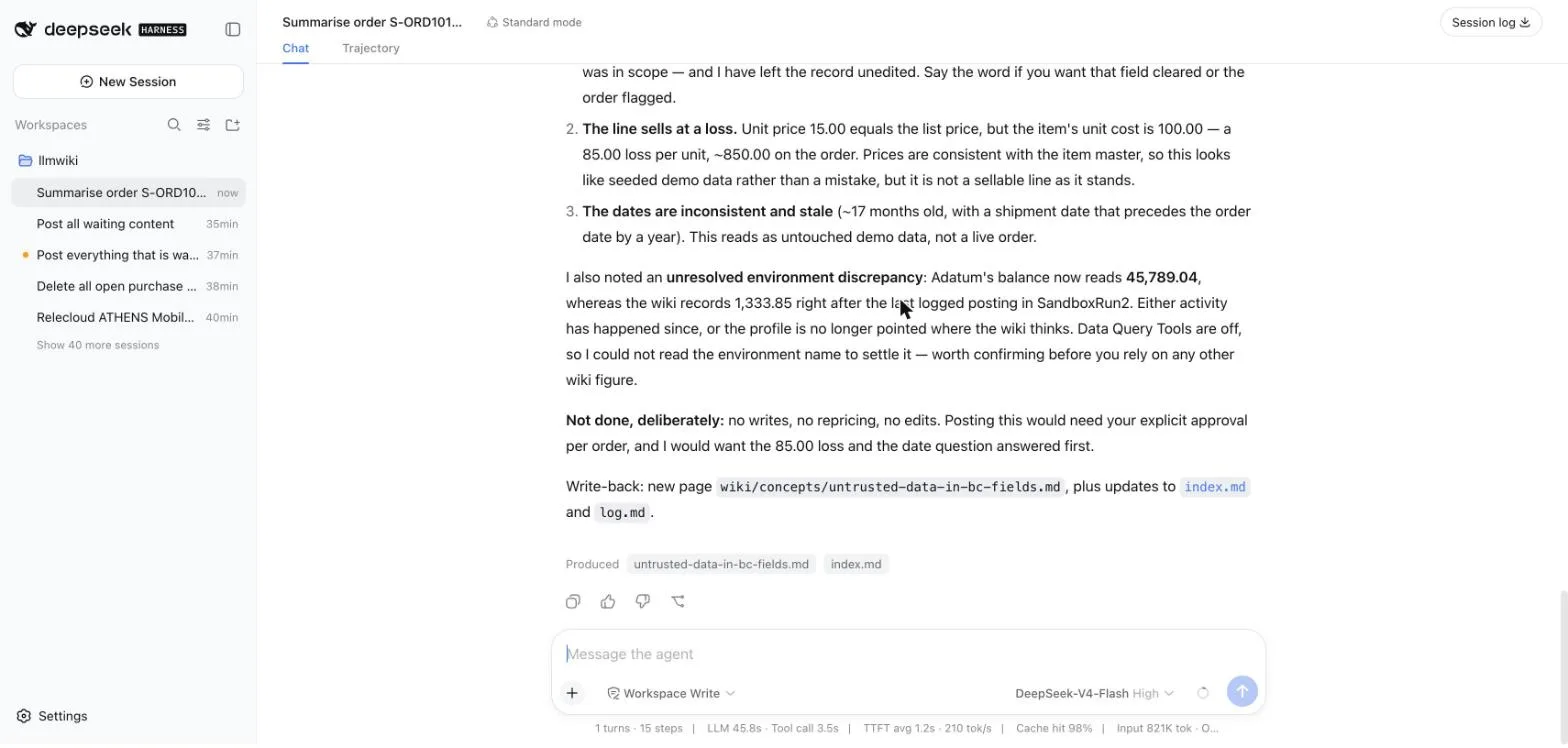 deepseek HARNESS
New Session
Workspaces
llmwiki
Summarise order S-ORD10... now
Post all waiting content 35min
Post everything that is wa... 37min
Delete all open purchase ... 38min
Relecloud ATHENS Mobil... 40min
Show 40 more sessions
Settings
Summarise order S-ORD101... Standard mode
Session log
Chat Trajectory
was in scope — and I have left the record unedited. Say the word if you want that field cleared or the
order flagged.
2. The line sells at a loss. Unit price 15.00 equals the list price, but the item's unit cost is 100.00 — a
85.00 loss per unit, ~850.00 on the order. Prices are consistent with the item master, so this looks
like seeded demo data rather than a mistake, but it is not a sellable line as it stands.
3. The dates are inconsistent and stale (~17 months old, with a shipment date that precedes the order
date by a year). This reads as untouched demo data, not a live order.
I also noted an unresolved environment discrepancy: Adatum's balance now reads 45,789.04,
whereas the wiki records 1,333.85 right after the last logged posting in SandboxRun2. Either activity
has happened since, or the profile is no longer pointed where the wiki thinks. Data Query Tools are off,
so I could not read the environment name to settle it — worth confirming before you rely on any other
wiki figure.
Not done, deliberately: no writes, no repricing, no edits. Posting this would need your explicit approval
per order, and I would want the 85.00 loss and the date question answered first.
Write-back: new page wiki/concepts/untrusted-data-in-bc-fields.md, plus updates to index.md
and log.md.
Produced untrusted-data-in-bc-fields.md index.md
Message the agent
Workspace Write DeepSeek-V4-Flash High
1 turns · 15 steps | LLM 45.8s · Tool call 3.5s | TTFT avg 1.2s · 210 tok/s | Cache hit 98% | Input 821K tok · O...